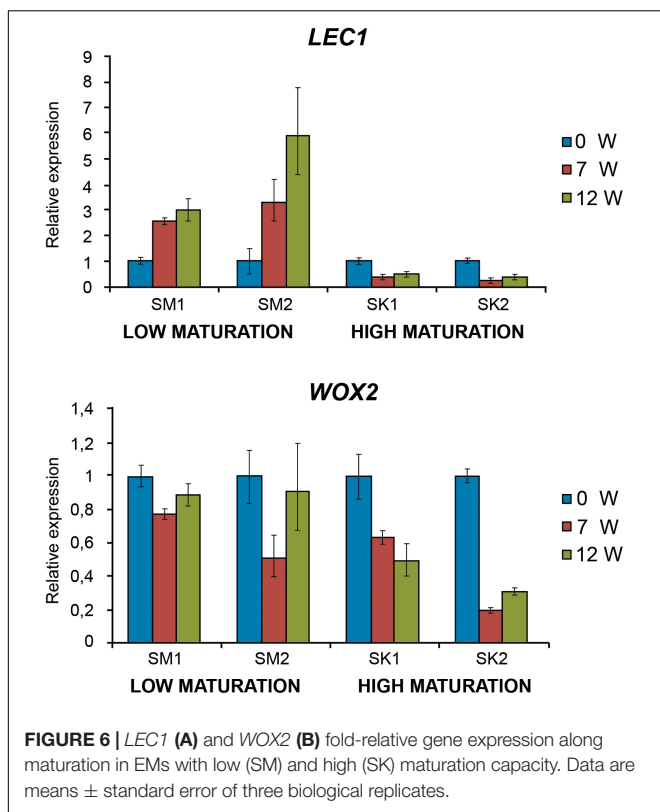 LEC1
Relative expression
9
8
7
6
5
4
3
2
1
0
SM1 SM2 SK1 SK2
LOW MATURATION HIGH MATURATION
0 W
7 W
12 W
WOX2
Relative expression
1,4
1,2
1
0,8
0,6
0,4
0,2
0
SM1 SM2 SK1 SK2
LOW MATURATION HIGH MATURATION
0 W
7 W
12 W
FIGURE 6 | LEC1 (A) and WOX2 (B) fold-relative gene expression along
maturation in EMs with low (SM) and high (SK) maturation capacity. Data are
means ± standard error of three biological replicates.